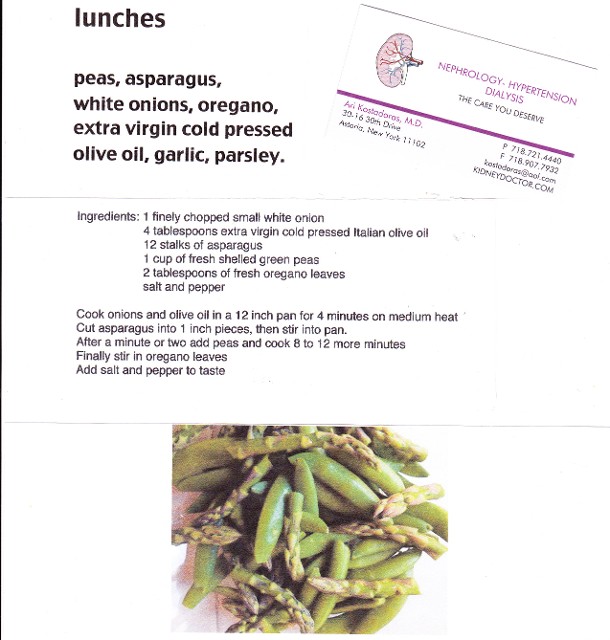 lunches
peas, asparagus,
white onions, oregano,
extra virgin cold pressed
olive oil, garlic, parsley.
NEPHROLOGY- HYPERTENSION
DIALYSIS
THE CARE YOU DESERVE
Ari Kostadaros, M.D.
30-16 30th Drive
Astoria, New York 11102
P 718.721.4440
F 718.907.7932
kostadaras@aol.com
KIDNEYDOCTOR.COM
Ingredients: 1 finely chopped small white onion
4 tablespoons extra virgin cold pressed Italian olive oil
12 stalks of asparagus
1 cup of fresh shelled green peas
2 tablespoons of fresh oregano leaves
salt and pepper
Cook onions and olive oil in a 12 inch pan for 4 minutes on medium heat
Cut asparagus into 1 inch pieces, then stir into pan.
After a minute or two add peas and cook 8 to 12 more minutes
Finally stir in oregano leaves
Add salt and pepper to taste